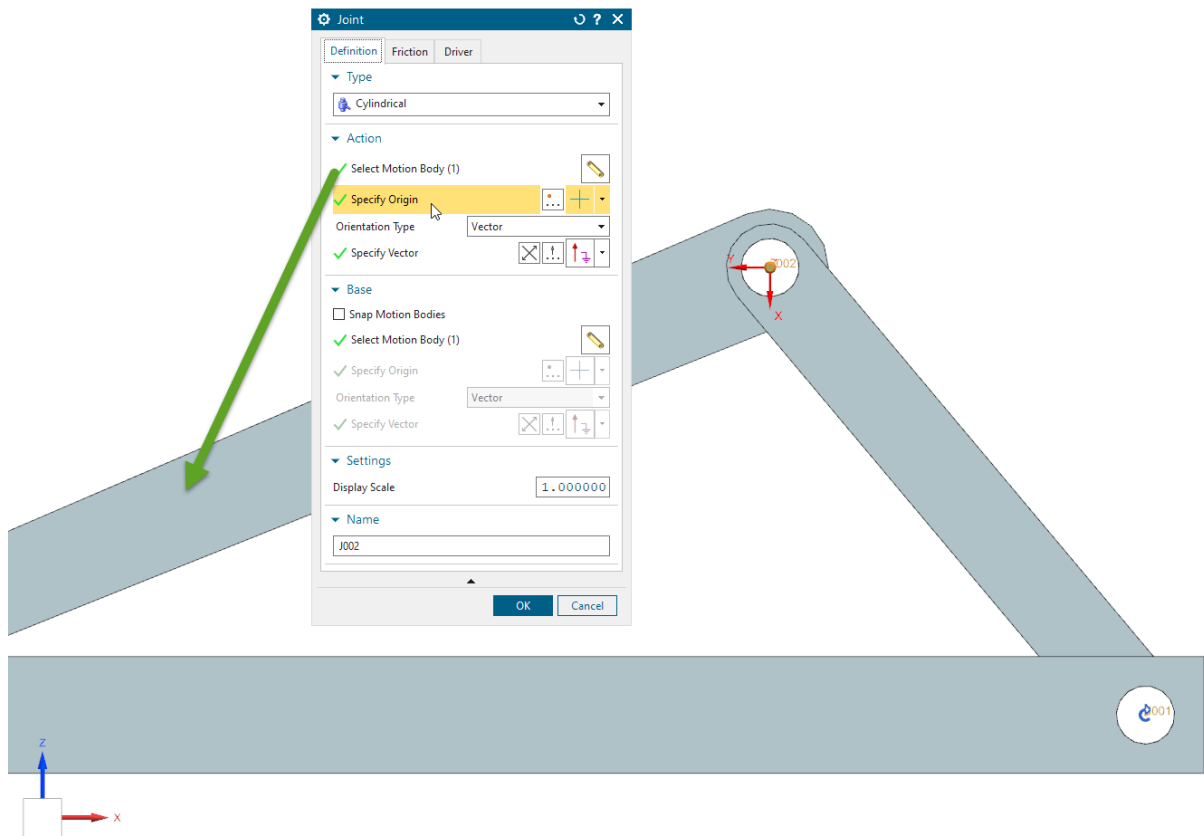 Joint ?
Definition Friction Driver
Type
Cylindrical
Action
Select Motion Body (1)
Specify Origin
Orientation Type Vector
Specify Vector
Base
Snap Motion Bodies
Select Motion Body (1)
Specify Origin
Orientation Type Vector
Specify Vector
Settings
Display Scale 1.000000
Name
J002
OK Cancel
Y
X
Z
X